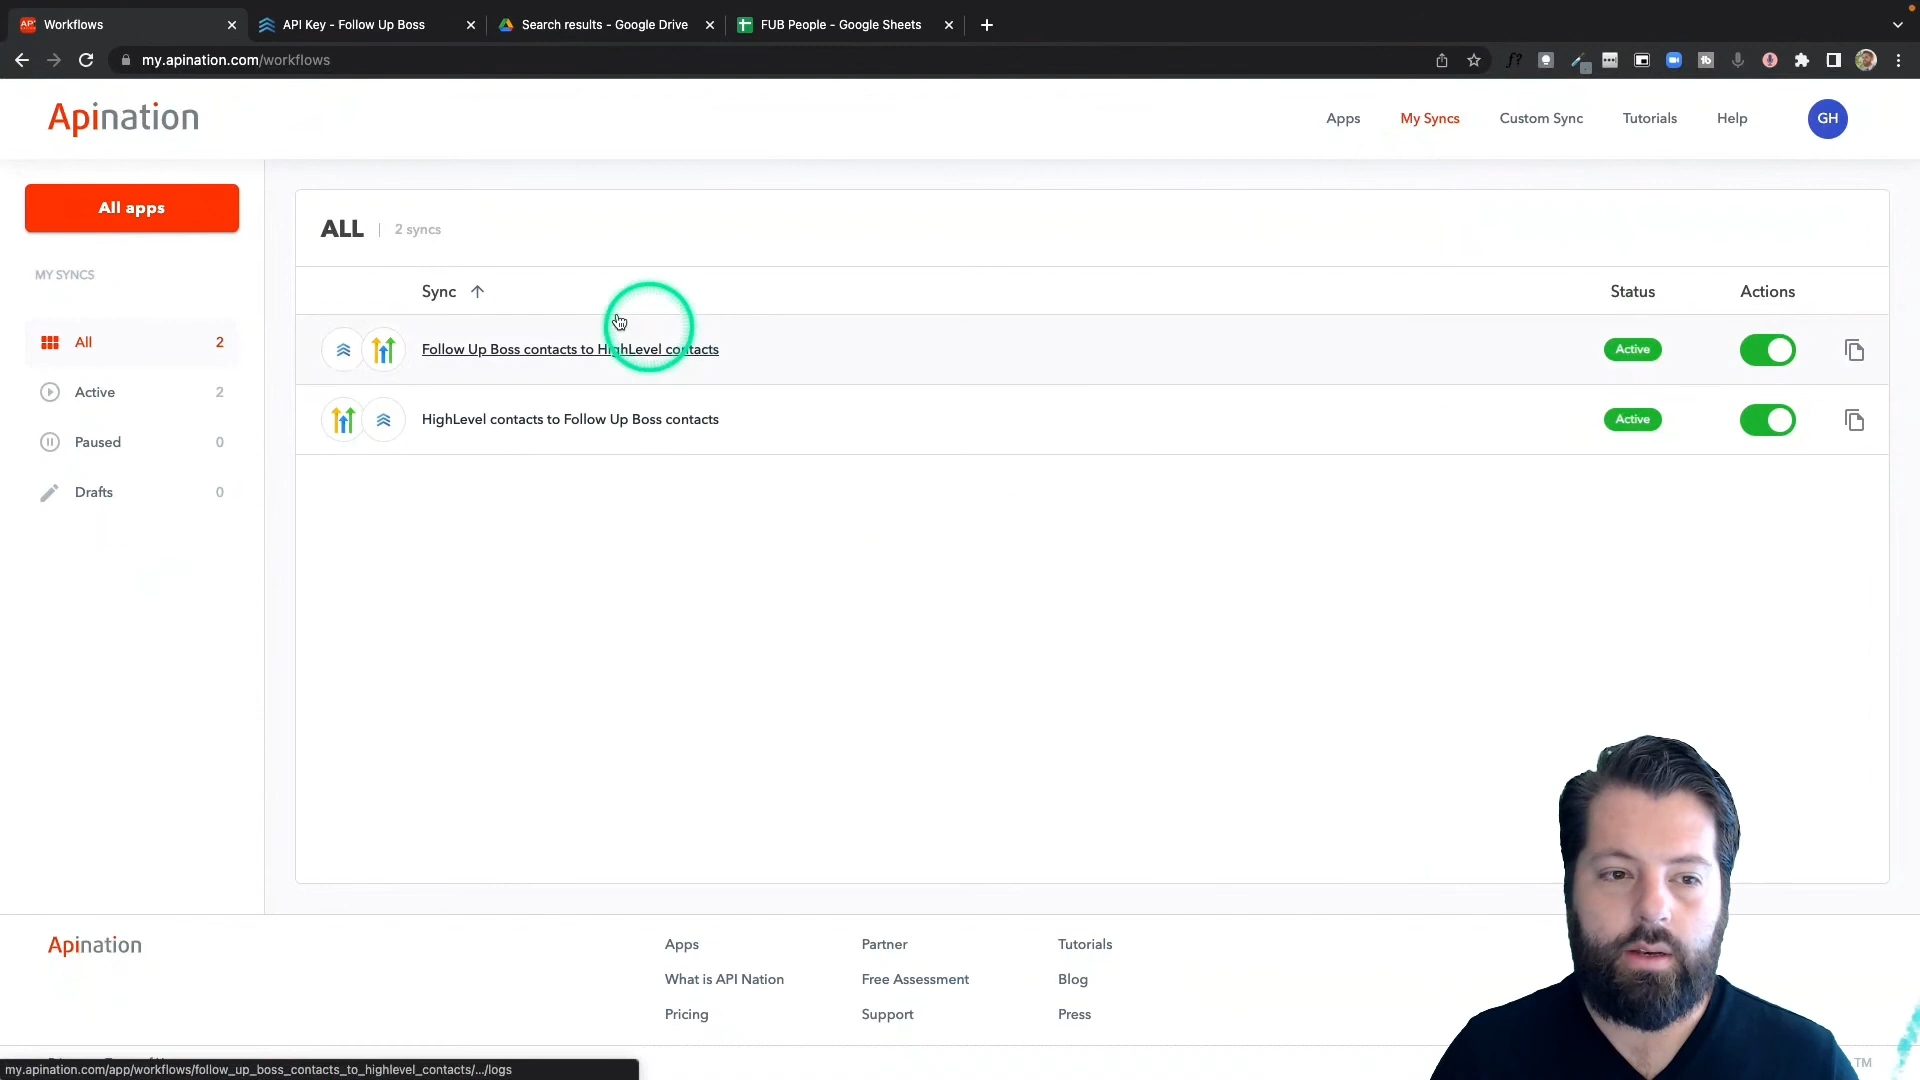 Workflows
API Key - Follow Up Boss
Search results - Google Drive
FUB People - Google Sheets
my.apination.com/workflows
Apination
Apps
My Syncs
Custom Sync
Tutorials
Help
GH
All apps
MY SYNCS
All 2
Active 2
Paused 0
Drafts 0
ALL | 2 syncs
Sync
Status
Actions
Follow Up Boss contacts to HighLevel contacts
Active
HighLevel contacts to Follow Up Boss contacts
Active
Apination
Apps
What is API Nation
Pricing
Partner
Free Assessment
Support
Tutorials
Blog
Press
TM
my.apination.com/app/workflows/follow_up_boss_contacts_to_highlevel_contacts/.../logs